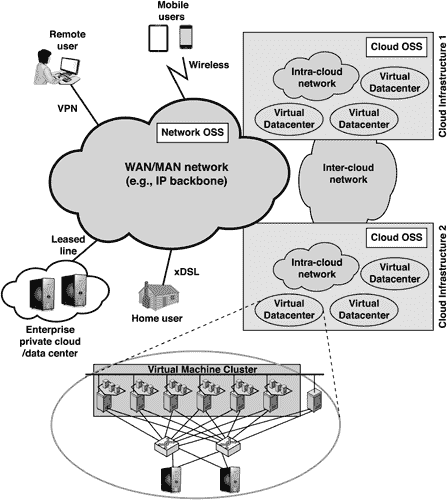 Remote
user
Mobile
users
Wireless
VPN
Cloud OSS
Intra-cloud
network
Virtual
Datacenter
Virtual
Datacenter
Virtual
Datacenter
Cloud Infrastructure 1
Network OSS
WAN/MAN network
(e.g., IP backbone)
Inter-cloud
network
Cloud OSS
Intra-cloud
network
Virtual
Datacenter
Virtual
Datacenter
Virtual
Datacenter
Cloud Infrastructure 2
Leased
line
xDSL
Enterprise
private cloud
/data center
Home user
Virtual Machine Cluster